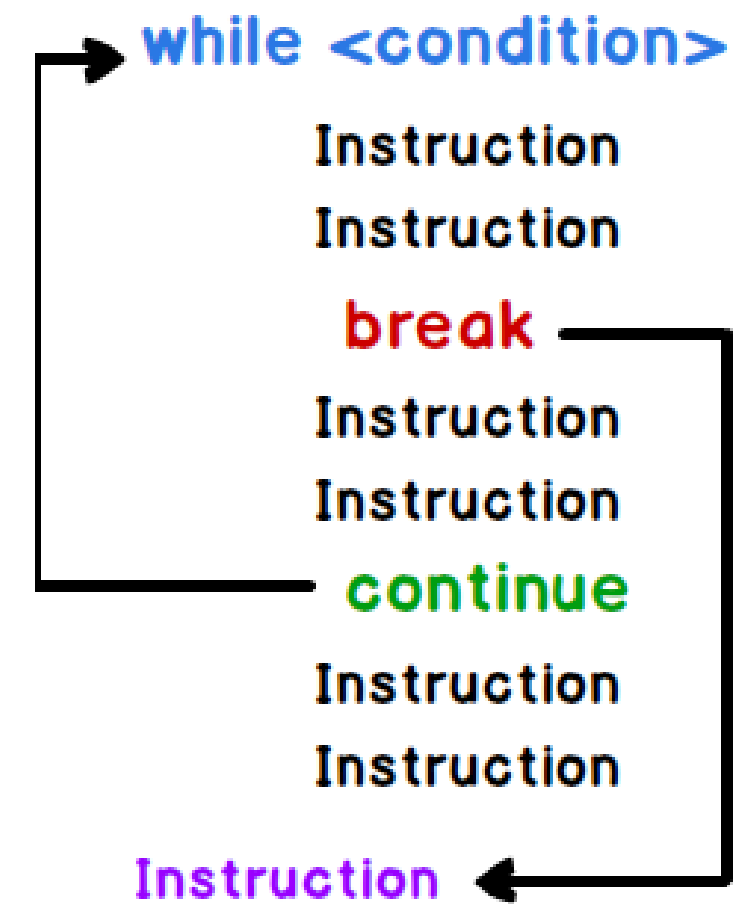 while <condition>
Instruction
Instruction
break
Instruction
Instruction
continue
Instruction
Instruction
Instruction